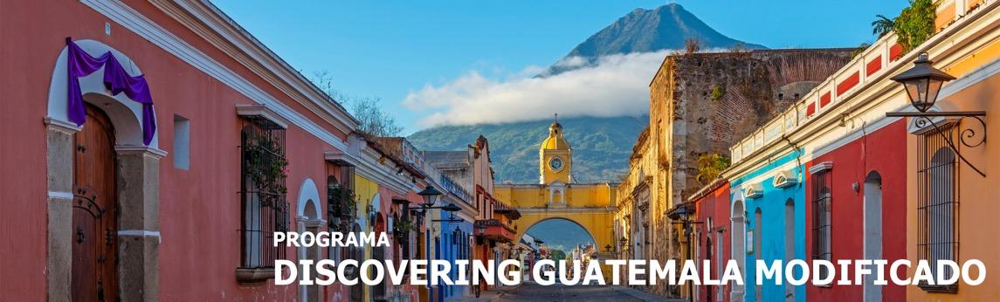 PROGRAMA
DISCOVERING GUATEMALA MODIFICADO